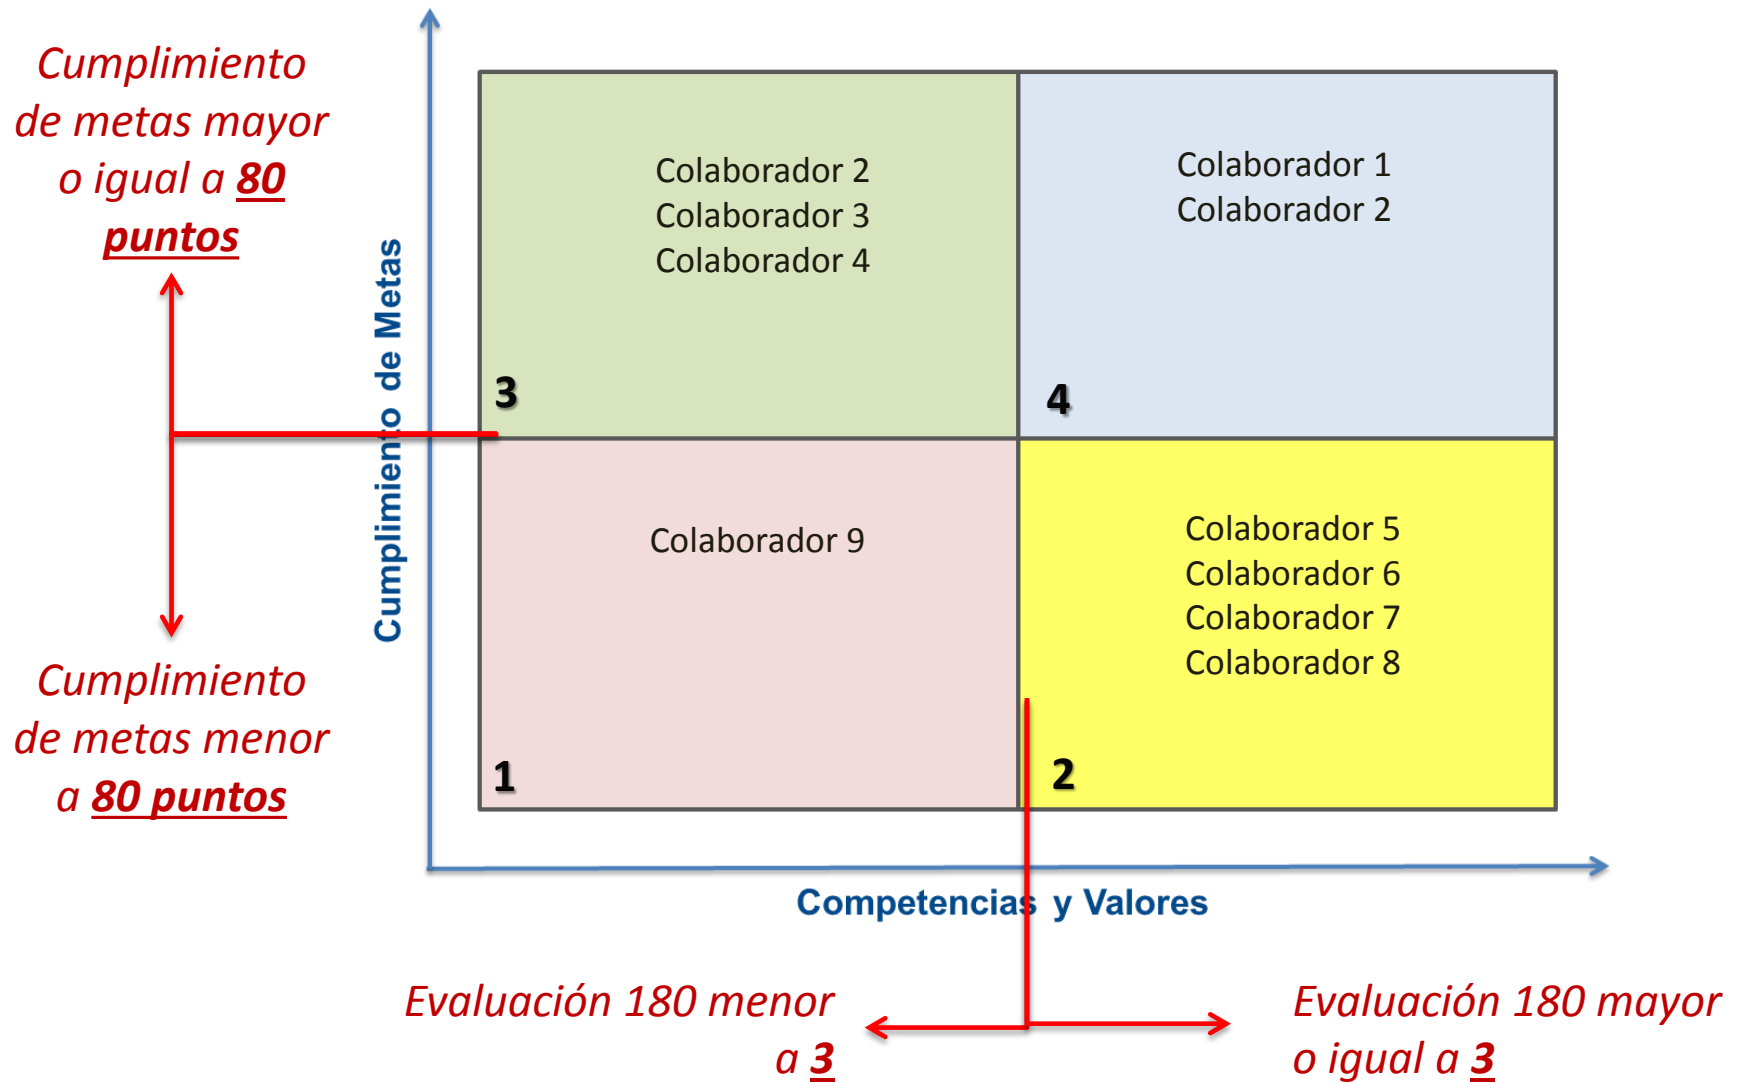 Cumplimiento
de metas mayor
o igual a 80
puntos
Cumplimiento de Metas
Cumplimiento
de metas menor
a 80 puntos
Colaborador 2
Colaborador 3
Colaborador 4
3
Colaborador 1
Colaborador 2
4
Colaborador 9
1
Colaborador 5
Colaborador 6
Colaborador 7
Colaborador 8
2
Competencias y Valores
Evaluación 180 menor
a 3
Evaluación 180 mayor
o igual a 3